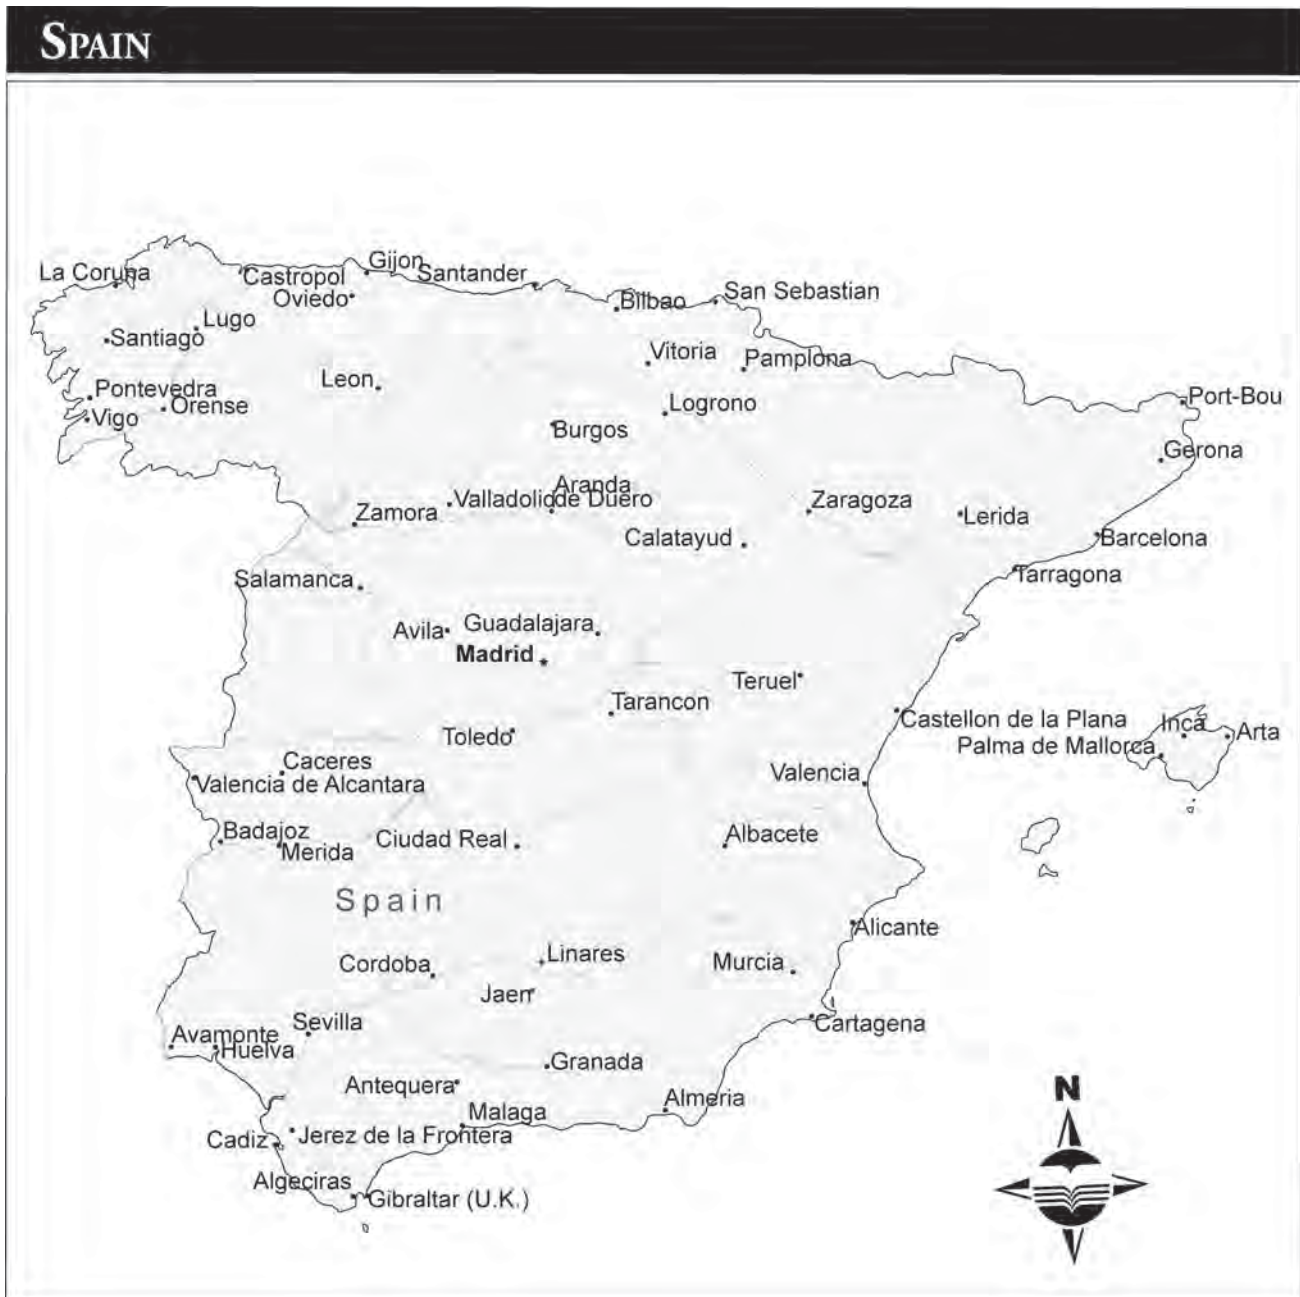 SPAIN
La Coruna
Castropol
Gijon
Santander
Oviedo
Bilbao
San Sebastian
Lugo
Santiago
Vitoria
Pamplona
Leon
Pontevedra
Orense
Vigo
Logrono
Port-Bou
Burgos
Gerona
Aranda
de Duero
Valladolid
Zamora
Zaragoza
Lerida
Calatayud
Barcelona
Tarragona
Salamanca
Avila
Guadalajara
Madrid
Teruel
Tarancon
Castellon de la Plana
Inca
Arta
Toledo
Palma de Mallorca
Caceres
Valencia de Alcantara
Valencia
Badajoz
Merida
Ciudad Real
Albacete
Spain
Alicante
Linares
Cordoba
Murcia
Jaen
Sevilla
Avamonte
Huelva
Cartagena
Granada
Antequera
Almeria
Malaga
N
Cadiz
Jerez de la Frontera
Algeciras
Gibraltar (U.K.)